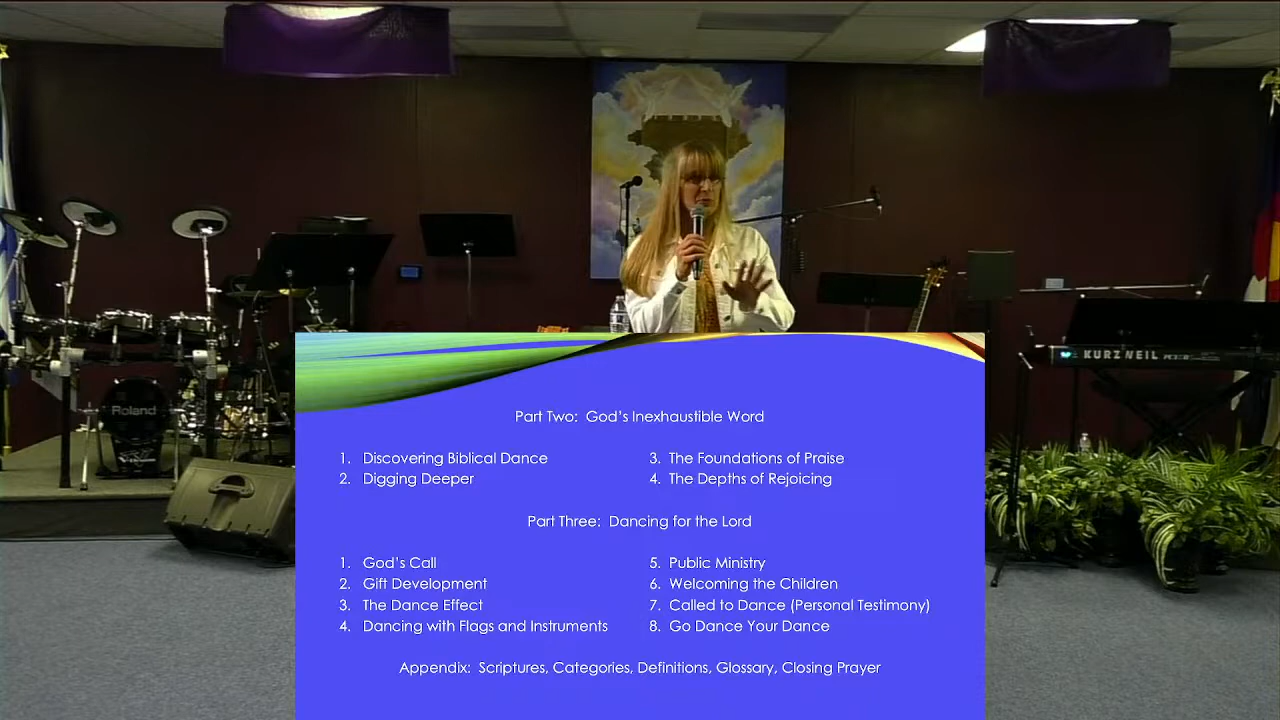 KURZWEIL
Roland
Part Two: God's Inexhaustible Word
1. Discovering Biblical Dance
2. Digging Deeper
3. The Foundations of Praise
4. The Depths of Rejoicing
Part Three: Dancing for the Lord
1. God's Call
2. Gift Development
3. The Dance Effect
4. Dancing with Flags and Instruments
5. Public Ministry
6. Welcoming the Children
7. Called to Dance (Personal Testimony)
8. Go Dance Your Dance
Appendix: Scriptures, Categories, Definitions, Glossary, Closing Prayer